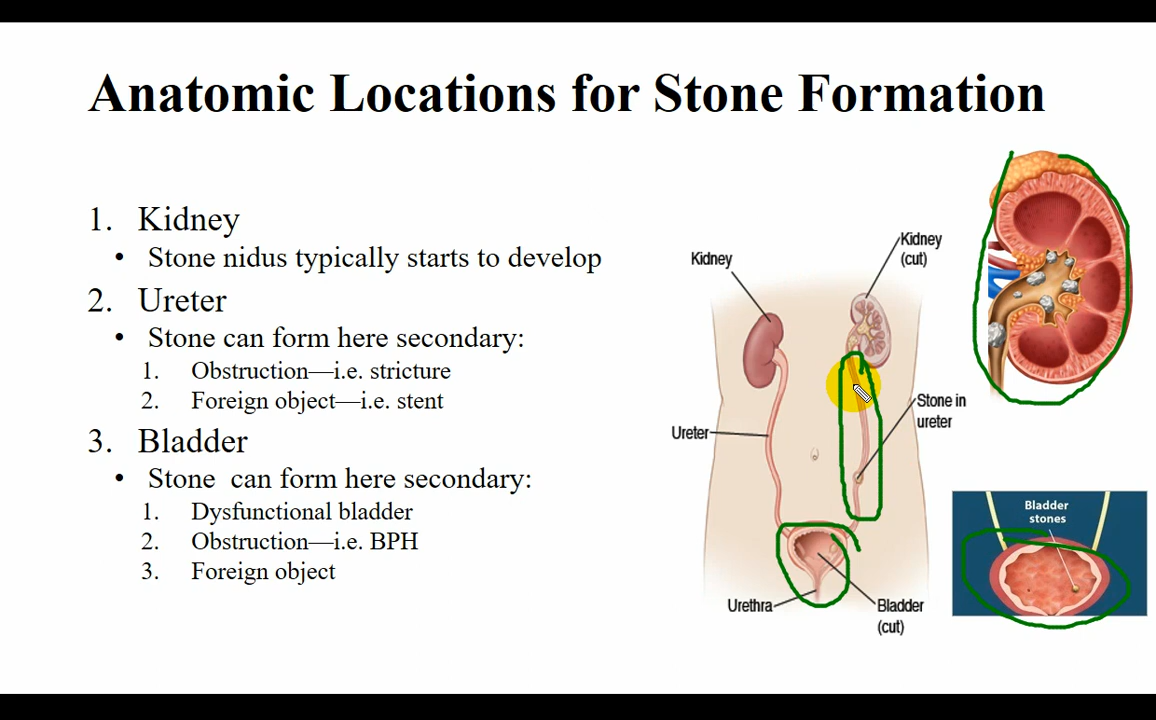 Anatomic Locations for Stone Formation
1. Kidney
• Stone nidus typically starts to develop
2. Ureter
• Stone can form here secondary:
1. Obstruction—i.e. stricture
2. Foreign object—i.e. stent
3. Bladder
• Stone can form here secondary:
1. Dysfunctional bladder
2. Obstruction—i.e. BPH
3. Foreign object
Kidney
Kidney
(cut)
Ureter
Stone in
ureter
Urethra
Bladder
(cut)
Bladder
stones